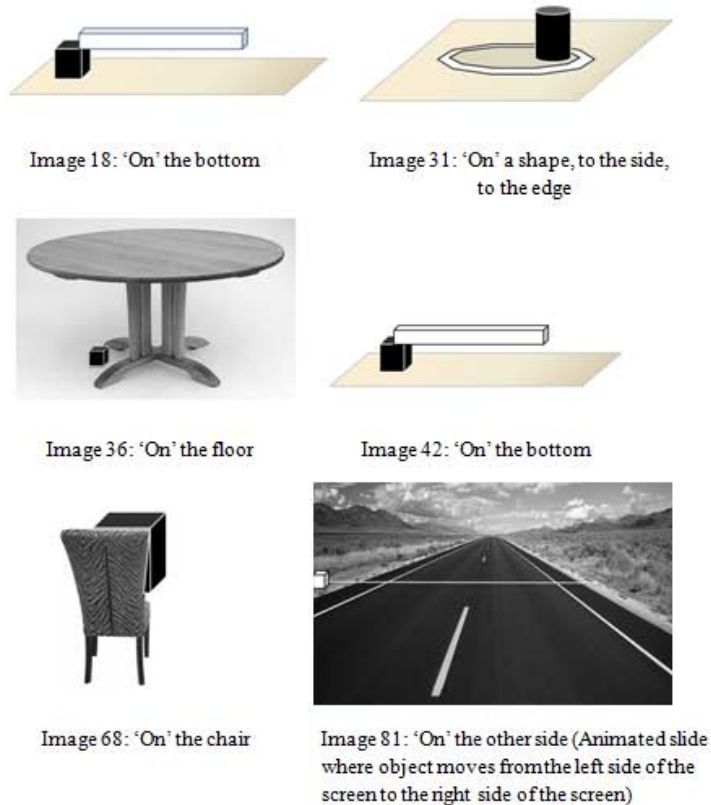 Image 18: ‘On’ the bottom
Image 31: ‘On’ a shape, to the side,
to the edge
Image 36: ‘On’ the floor
Image 42: ‘On’ the bottom
Image 68: ‘On’ the chair
Image 81: ‘On’ the other side (Animated slide
where object moves from the left side of the
screen to the right side of the screen)